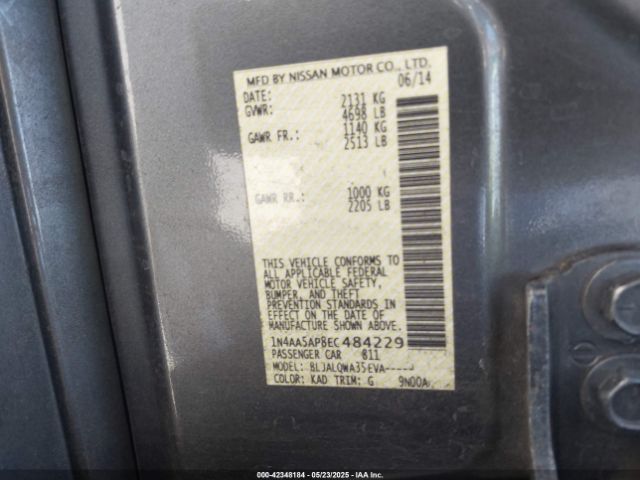 MFD BY NISSAN MOTOR CO., LTD.
DATE: 06/14
GVWR: 2131 KG
4698 LB
GAWR FR.: 1140 KG
2513 LB
GAWR RR.: 1000 KG
2205 LB
THIS VEHICLE CONFORMS TO
ALL APPLICABLE FEDERAL
MOTOR VEHICLE SAFETY,
BUMPER, AND THEFT
PREVENTION STANDARDS IN
EFFECT ON THE DATE OF
MANUFACTURE SHOWN ABOVE.
1N4AA5AP8EC484229
PASSENGER CAR 811
MODEL: BLJALQWA35EVA-----
COLOR: KAD TRIM: G 9N00A
000-42348184 - 05/23/2025 - IAA Inc.